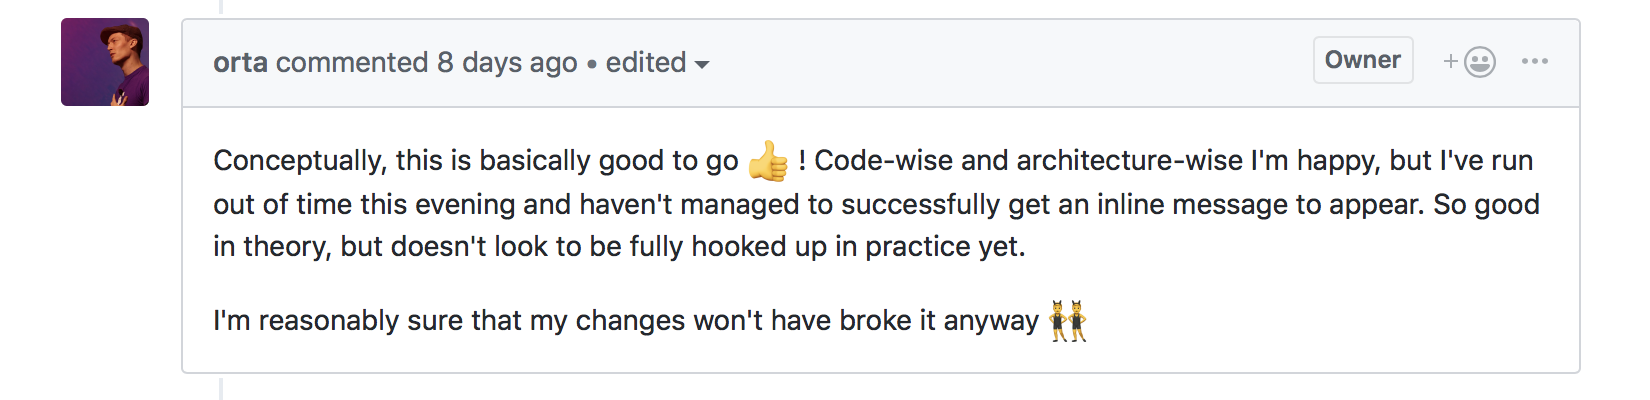 orta commented 8 days ago • edited
Owner
Conceptually, this is basically good to go 👍 ! Code-wise and architecture-wise I'm happy, but I've run
out of time this evening and haven't managed to successfully get an inline message to appear. So good
in theory, but doesn't look to be fully hooked up in practice yet.
I'm reasonably sure that my changes won't have broke it anyway 👯